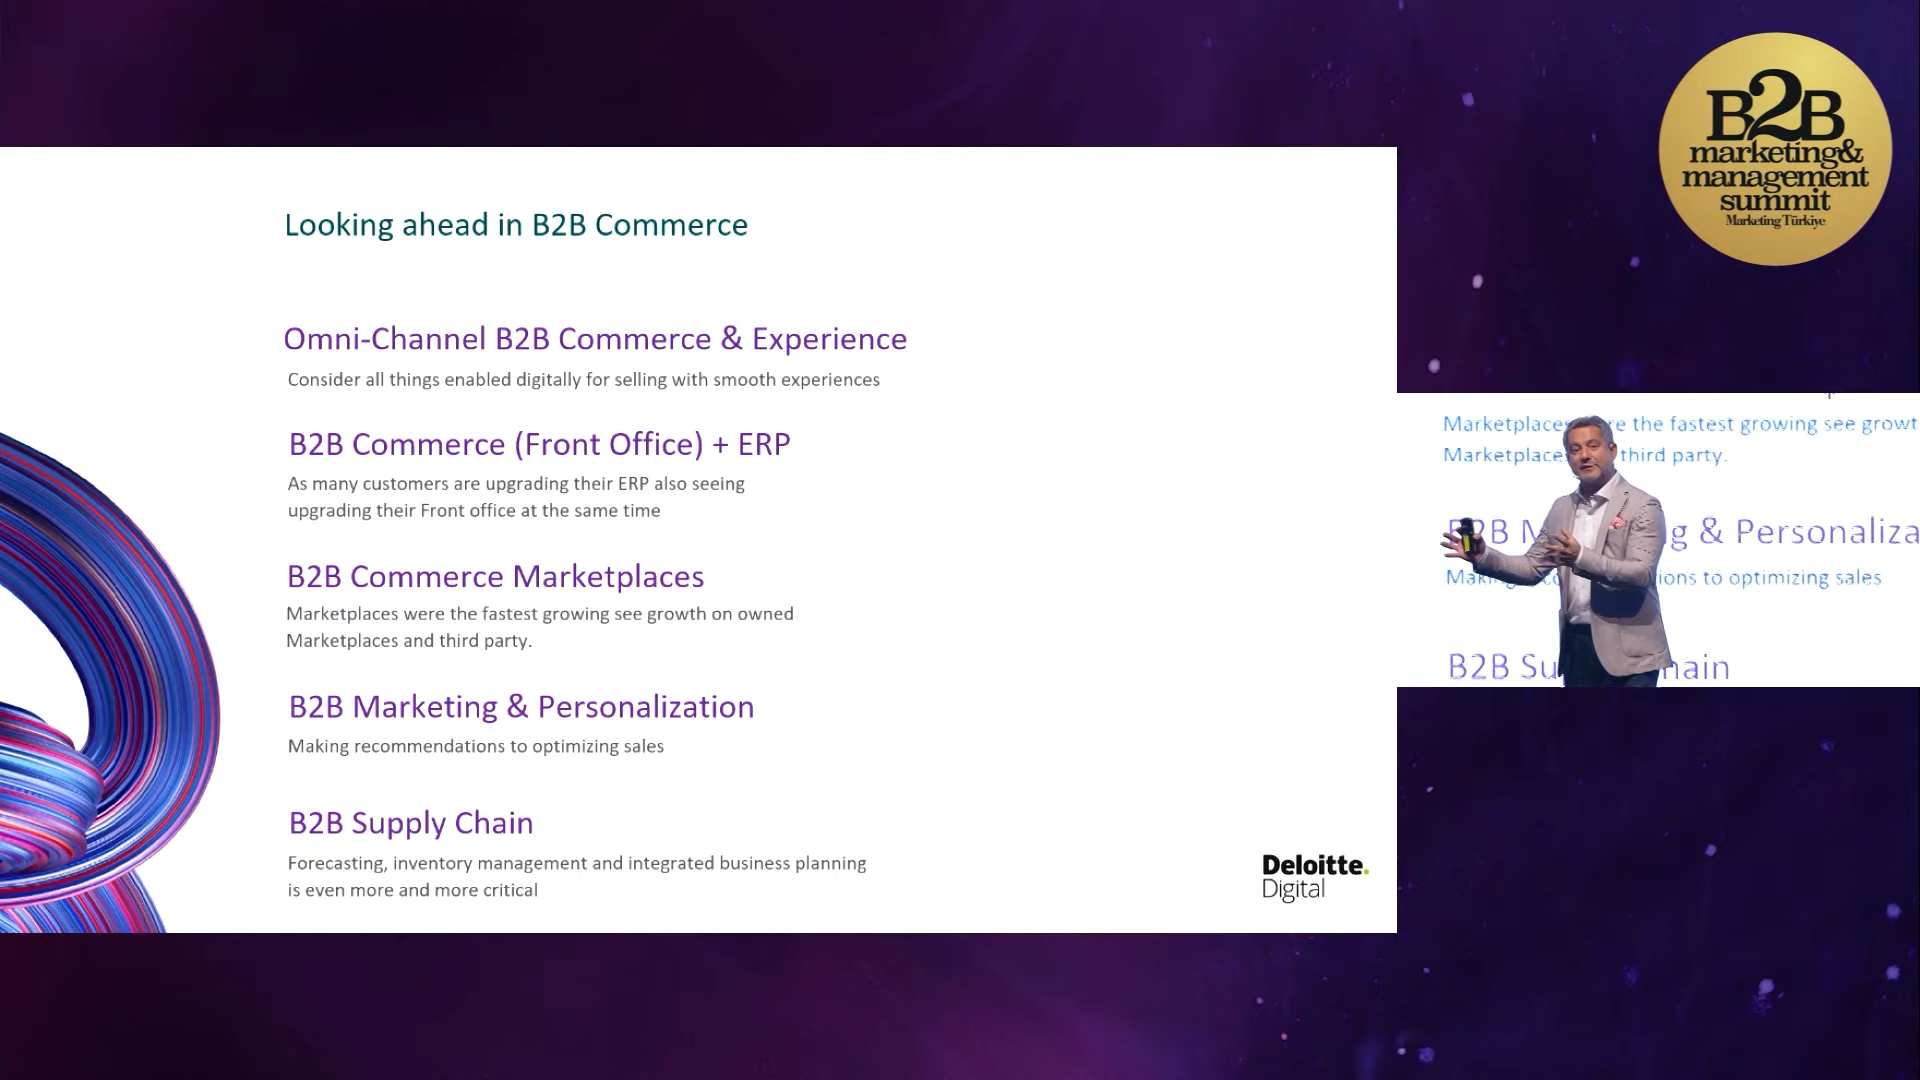 Looking ahead in B2B Commerce
Omni-Channel B2B Commerce & Experience
Consider all things enabled digitally for selling with smooth experiences
B2B Commerce (Front Office) + ERP
As many customers are upgrading their ERP also seeing
upgrading their Front office at the same time
B2B Commerce Marketplaces
Marketplaces were the fastest growing see growth on owned
Marketplaces and third party.
B2B Marketing & Personalization
Making recommendations to optimizing sales
B2B Supply Chain
Forecasting, inventory management and integrated business planning
is even more and more critical
Deloitte.
Digital
B2B
marketing&
management
summit
Marketing Türkiye
Marketplaces re the fastest growing see growt
Marketplace third party.
B2B M g & Personaliza
ions to optimizing sales
B2B Su hain